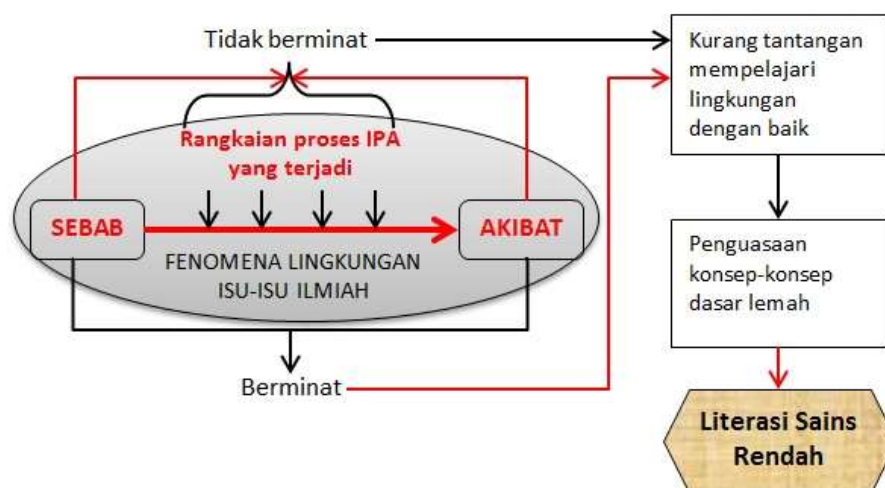 Tidak berminat
Rangkaian proses IPA
yang terjadi
SEBAB
AKIBAT
FENOMENA LINGKUNGAN
ISU-ISU ILMIAH
Berminat
Kurang tantangan
mempelajari
lingkungan
dengan baik
Penguasaan
konsep-konsep
dasar lemah
Literasi Sains
Rendah